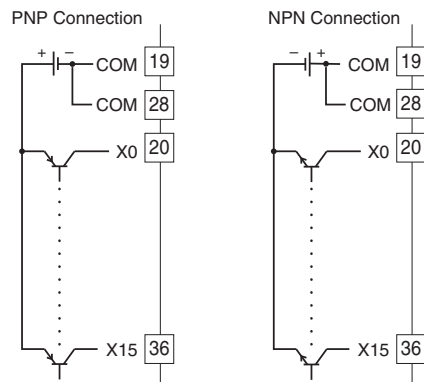 PNP Connection
+ −
COM 19
COM 28
X0 20
X15 36
NPN Connection
− +
COM 19
COM 28
X0 20
X15 36